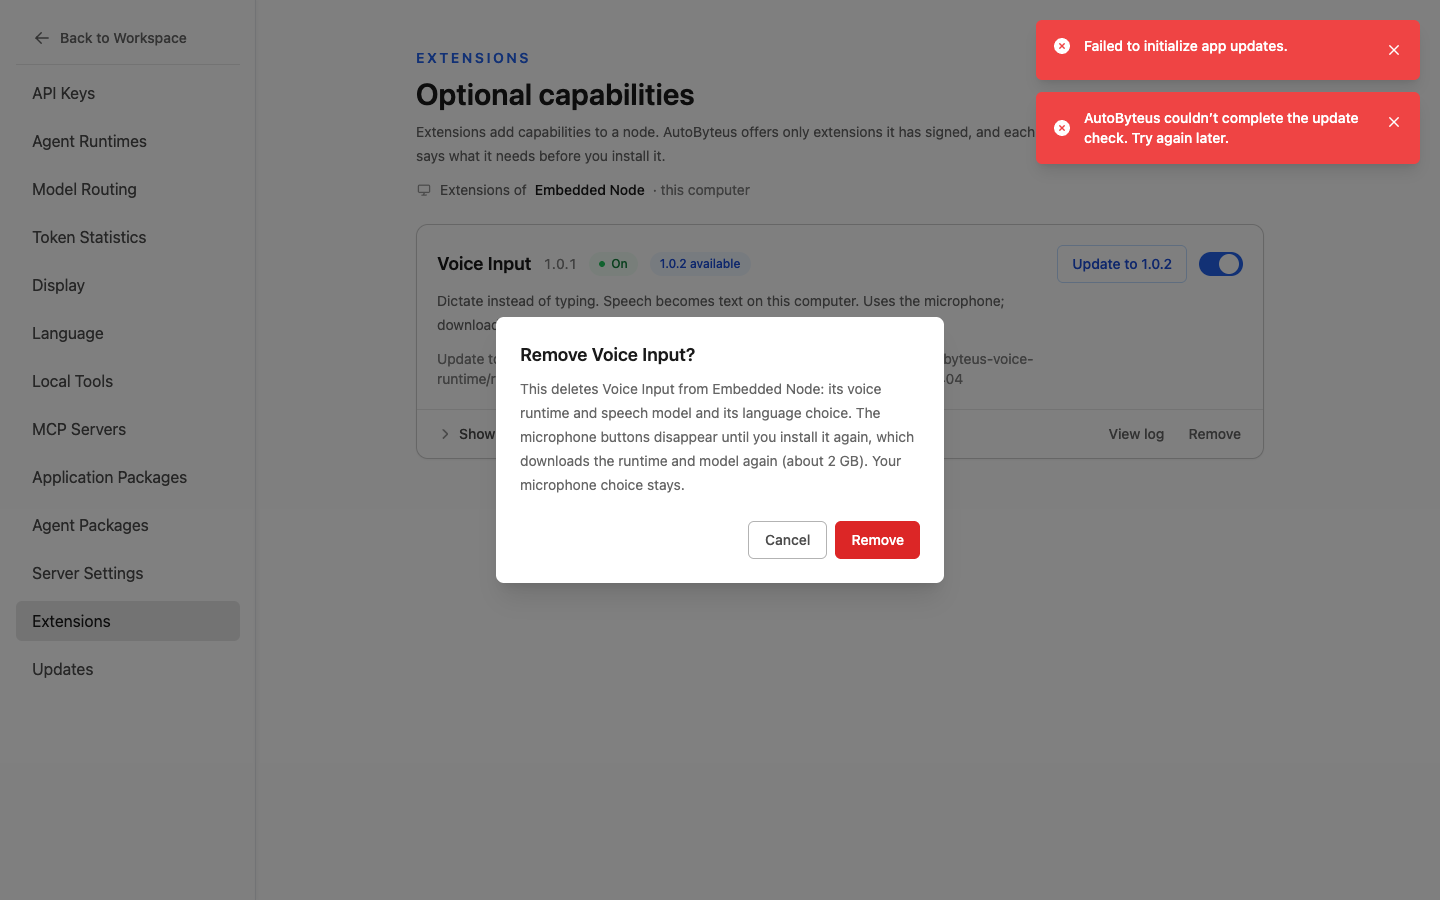 Back to Workspace
API Keys
Agent Runtimes
Model Routing
Token Statistics
Display
Language
Local Tools
MCP Servers
Application Packages
Agent Packages
Server Settings
Extensions
Updates
EXTENSIONS
Optional capabilities
Extensions add capabilities to a node. AutoByteus offers only extensions it has signed, and each
says what it needs before you install it.
Extensions of Embedded Node · this computer
Voice Input 1.0.1 On 1.0.2 available
Update to 1.0.2
Dictate instead of typing. Speech becomes text on this computer. Uses the microphone;
Update
byteus-voice-
runtime/
04
Show
View log Remove
Remove Voice Input?
This deletes Voice Input from Embedded Node: its voice
runtime and speech model and its language choice. The
microphone buttons disappear until you install it again, which
downloads the runtime and model again (about 2 GB). Your
microphone choice stays.
Cancel Remove
Failed to initialize app updates.
AutoByteus couldn’t complete the update
check. Try again later.